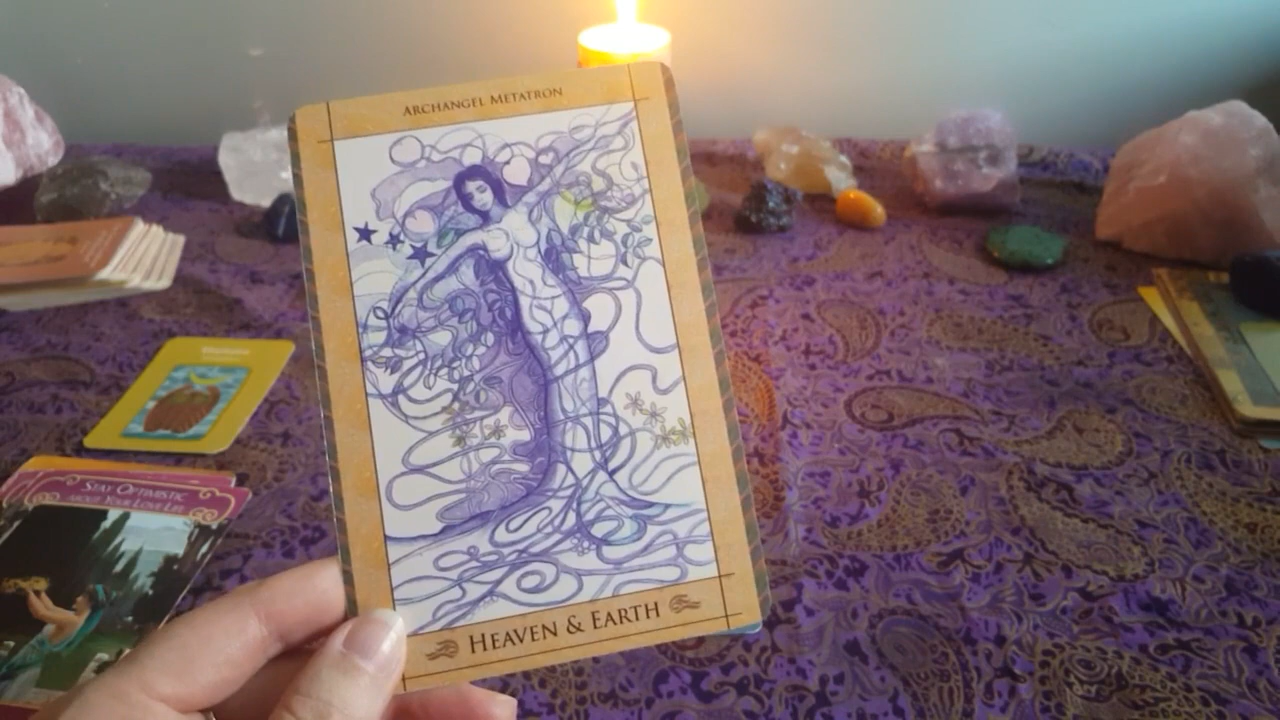 ARCHANGEL METATRON
HEAVEN & EARTH
STAY OPTIMISTIC
ABOUT YOUR LOVE LIFE